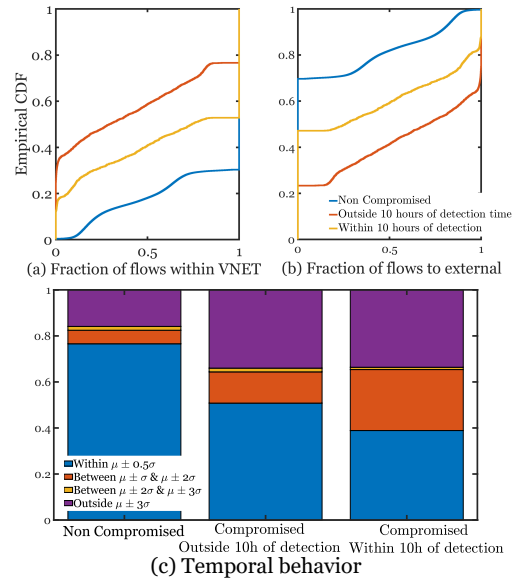 1
0.8
0.6
0.4
0.2
0
Empirical CDF
0
0.5
1
(a) Fraction of flows within VNET
1
0.8
0.6
0.4
0.2
0
Non Compromised
Outside 10 hours of detection time
Within 10 hours of detection
0
0.5
1
(b) Fraction of flows to external
1
0.8
0.6
0.4
0.2
0
Within μ ± 0.5σ
Between μ ± σ & μ ± 2σ
Between μ ± 2σ & μ ± 3σ
Outside μ ± 3σ
Non Compromised
Compromised
Outside 10h of detection
Compromised
Within 10h of detection
(c) Temporal behavior